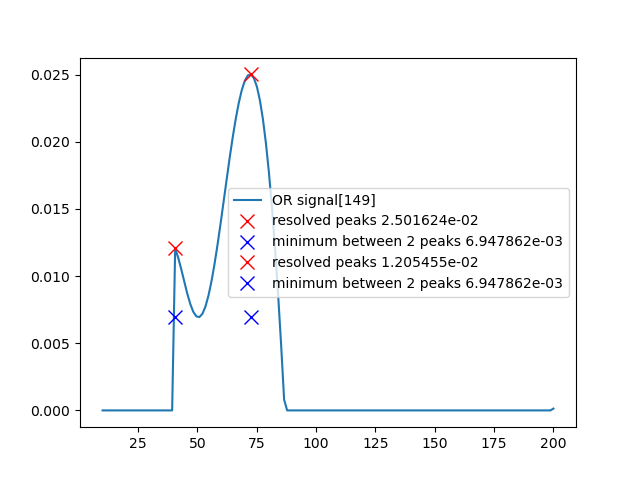 0.025
0.020
0.015
0.010
0.005
0.000
OR signal[149]
resolved peaks 2.501624e-02
minimum between 2 peaks 6.947862e-03
resolved peaks 1.205455e-02
minimum between 2 peaks 6.947862e-03
25 50 75 100 125 150 175 200